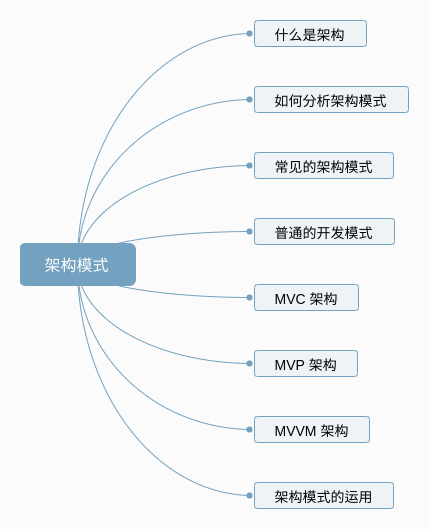 什么是架构
如何分析架构模式
常见的架构模式
普通的开发模式
架构模式
MVC 架构
MVP 架构
MVVM 架构
架构模式的运用